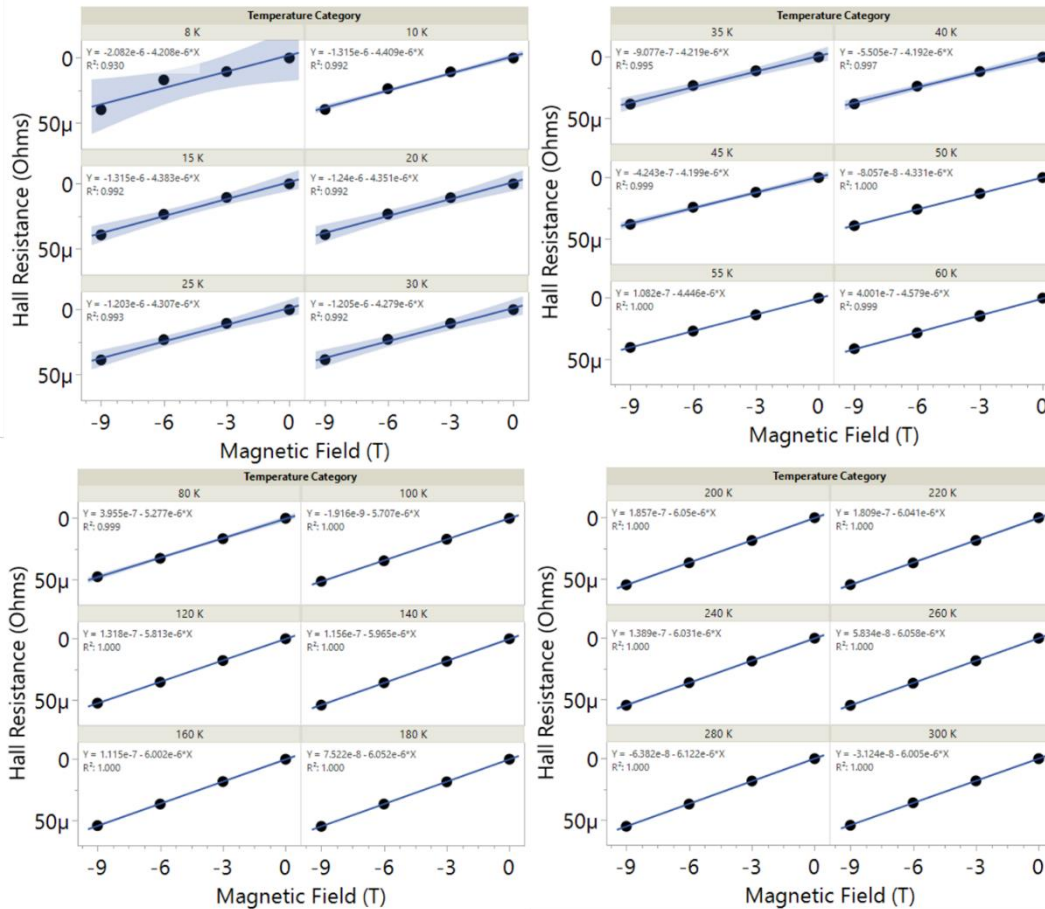 Temperature Category
8 K
10 K
Y = -2.082e-6 - 4.208e-6*X
R²: 0.930
Y = -1.315e-6 - 4.409e-6*X
R²: 0.992
15 K
20 K
Y = -1.315e-6 - 4.383e-6*X
R²: 0.992
Y = -1.24e-6 - 4.351e-6*X
R²: 0.992
25 K
30 K
Y = -1.203e-6 - 4.307e-6*X
R²: 0.993
Y = -1.205e-6 - 4.279e-6*X
R²: 0.992
0
50µ
0
50µ
0
50µ
Hall Resistance (Ohms)
-9 -6 -3 0 -9 -6 -3 0
Magnetic Field (T)
Temperature Category
35 K
40 K
Y = -9.077e-7 - 4.219e-6*X
R²: 0.995
Y = -5.505e-7 - 4.192e-6*X
R²: 0.997
45 K
50 K
Y = -4.243e-7 - 4.199e-6*X
R²: 0.999
Y = -8.057e-8 - 4.331e-6*X
R²: 1.000
55 K
60 K
Y = 1.082e-7 - 4.446e-6*X
R²: 1.000
Y = 4.001e-7 - 4.579e-6*X
R²: 0.999
0
50µ
0
50µ
0
50µ
Hall Resistance (Ohms)
-9 -6 -3 0 -9 -6 -3 0
Magnetic Field (T)
Temperature Category
80 K
100 K
Y = 3.955e-7 - 5.277e-6*X
R²: 0.999
Y = -1.916e-9 - 5.707e-6*X
R²: 1.000
120 K
140 K
Y = 1.318e-7 - 5.813e-6*X
R²: 1.000
Y = 1.156e-7 - 5.965e-6*X
R²: 1.000
160 K
180 K
Y = 1.115e-7 - 6.002e-6*X
R²: 1.000
Y = 7.522e-8 - 6.052e-6*X
R²: 1.000
0
50µ
0
50µ
0
50µ
Hall Resistance (Ohms)
-9 -6 -3 0 -9 -6 -3 0
Magnetic Field (T)
Temperature Category
200 K
220 K
Y = 1.857e-7 - 6.05e-6*X
R²: 1.000
Y = 1.809e-7 - 6.041e-6*X
R²: 1.000
240 K
260 K
Y = 1.389e-7 - 6.031e-6*X
R²: 1.000
Y = 5.834e-8 - 6.058e-6*X
R²: 1.000
280 K
300 K
Y = -6.382e-8 - 6.122e-6*X
R²: 1.000
Y = -3.124e-8 - 6.005e-6*X
R²: 1.000
0
50µ
0
50µ
0
50µ
Hall Resistance (Ohms)
-9 -6 -3 0 -9 -6 -3 0
Magnetic Field (T)